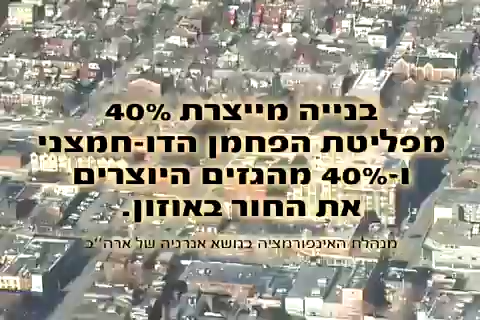 בנייה מייצרת 40%
מפליטת הפחמן הדו-חמצני
ו-40% מהגזים היוצרים
את החור באוזון.
מנהלת האינפורמציה בנושא אנרגיה של ארה''ב